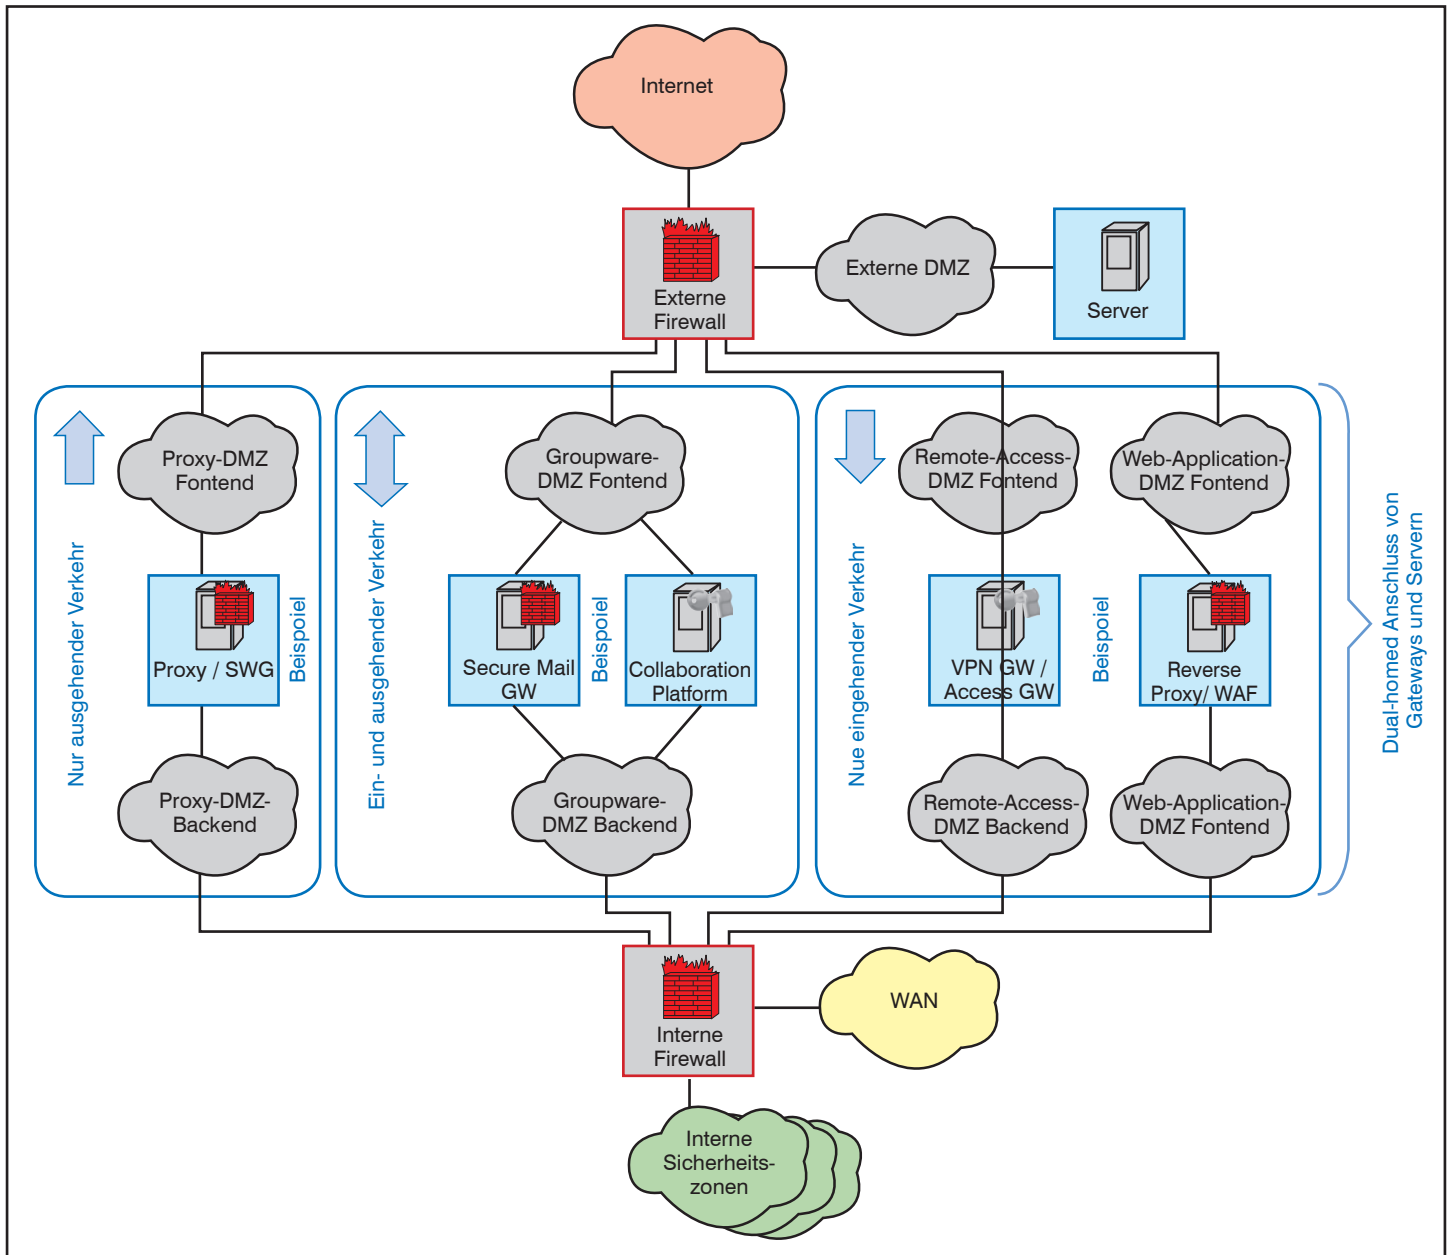 Internet
Externe
Firewall
Externe DMZ
Server
Proxy-DMZ
Fontend
Groupware-
DMZ Fontend
Remote-Access-
DMZ Fontend
Web-Application-
DMZ Fontend
Nur ausgehender Verkehr
Proxy / SWG
Beispoiel
Ein- und ausgehender Verkehr
Secure Mail
GW
Beispoiel
Collaboration
Platform
Nue eingehender Verkehr
VPN GW /
Access GW
Beispoiel
Reverse
Proxy/ WAF
Dual-homed Anschluss von
Gateways und Servern
Proxy-DMZ-
Backend
Groupware-
DMZ Backend
Remote-Access-
DMZ Backend
Web-Application-
DMZ Fontend
Interne
Firewall
WAN
Interne
Sicherheits-
zonen